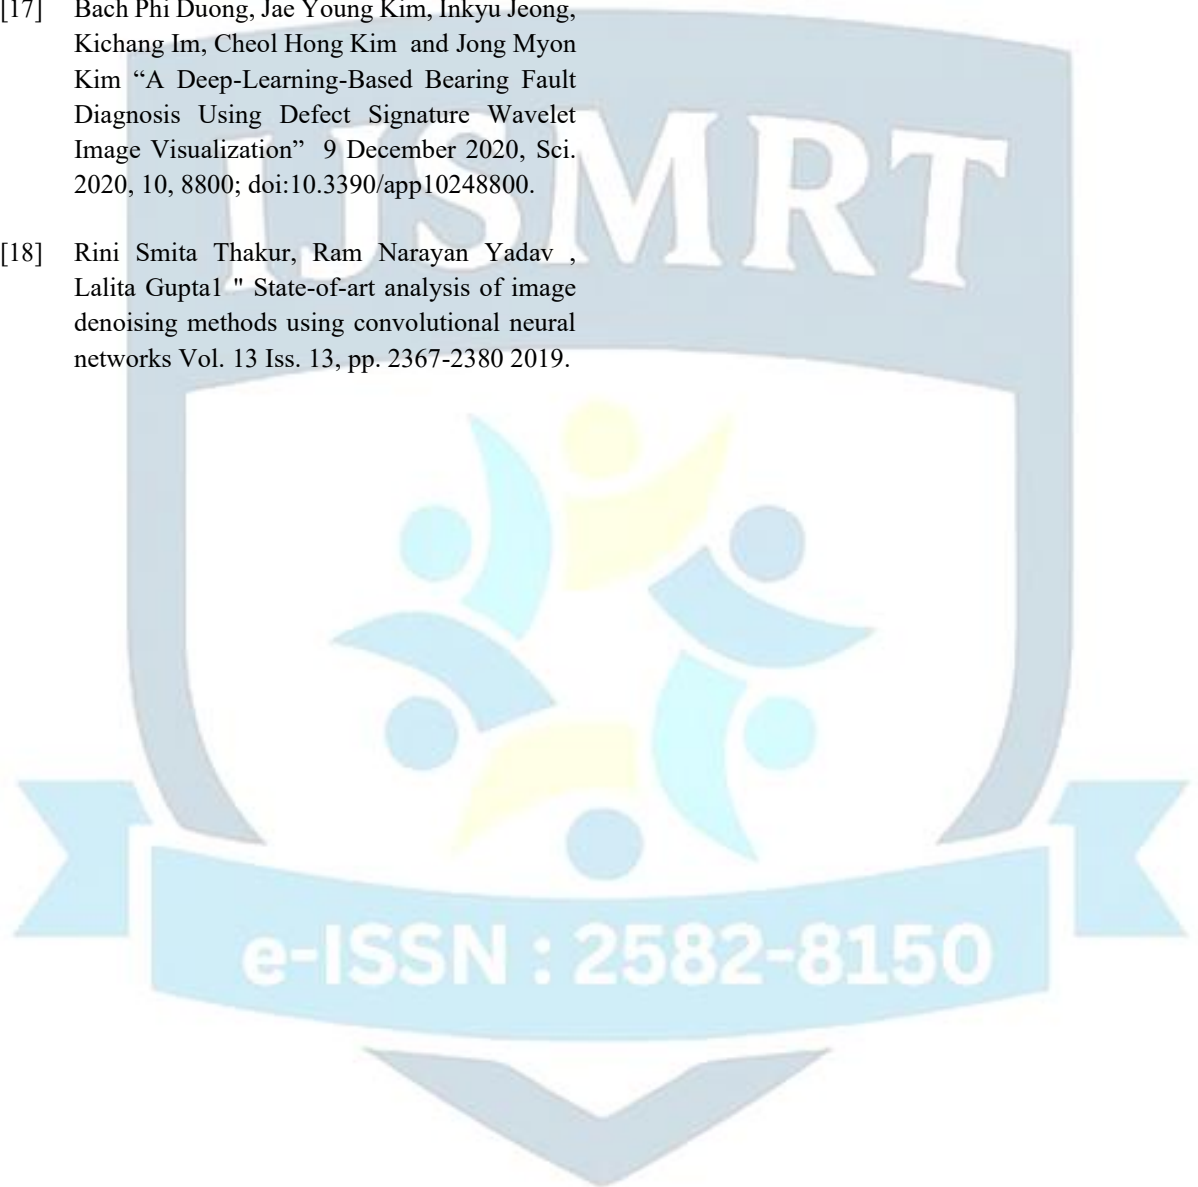 [17] Bach Phi Duong, Jae Young Kim, Inkyu Jeong,
Kichang Im, Cheol Hong Kim and Jong Myon
Kim “A Deep-Learning-Based Bearing Fault
Diagnosis Using Defect Signature Wavelet
Image Visualization” 9 December 2020, Sci.
2020, 10, 8800; doi:10.3390/app10248800.
[18] Rini Smita Thakur, Ram Narayan Yadav ,
Lalita Gupta1 " State-of-art analysis of image
denoising methods using convolutional neural
networks Vol. 13 Iss. 13, pp. 2367-2380 2019.
IJSMRT
e-ISSN : 2582-8150